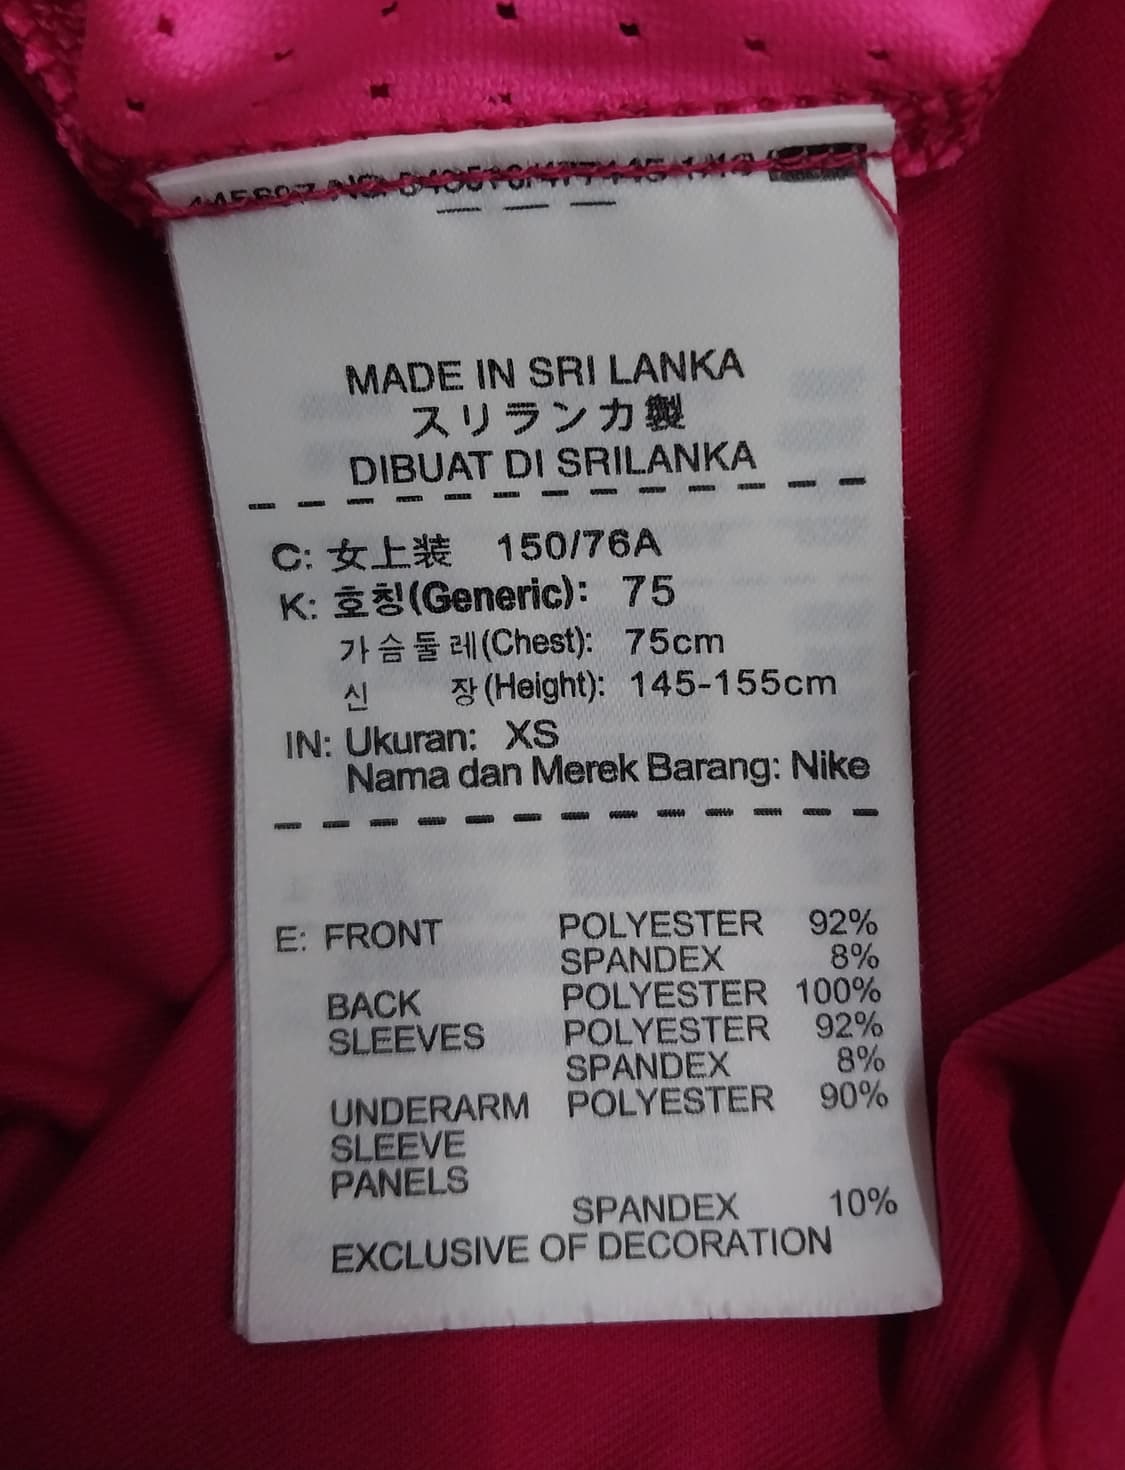 MADE IN SRI LANKA
スリランカ製
DIBUAT DI SRILANKA
C: 女上装 150/76A
K: 호칭(Generic): 75
가슴둘레(Chest): 75cm
신 장(Height): 145-155cm
IN: Ukuran: XS
Nama dan Merek Barang: Nike
E: FRONT POLYESTER 92%
SPANDEX 8%
BACK POLYESTER 100%
SLEEVES POLYESTER 92%
SPANDEX 8%
UNDERARM POLYESTER 90%
SLEEVE
PANELS
SPANDEX 10%
EXCLUSIVE OF DECORATION